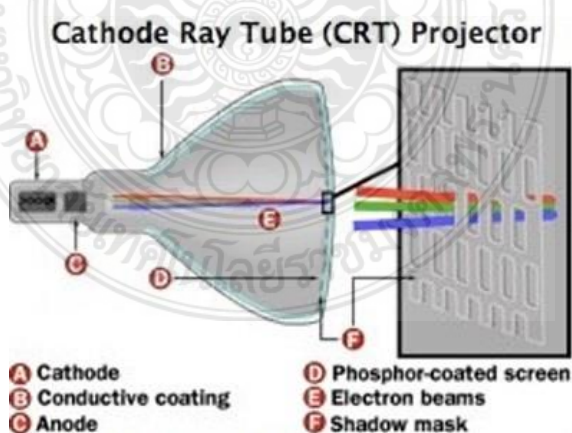 Cathode Ray Tube (CRT) Projector
B
A
E
C
D
F
A Cathode
B Conductive coating
C Anode
D Phosphor-coated screen
E Electron beams
F Shadow mask